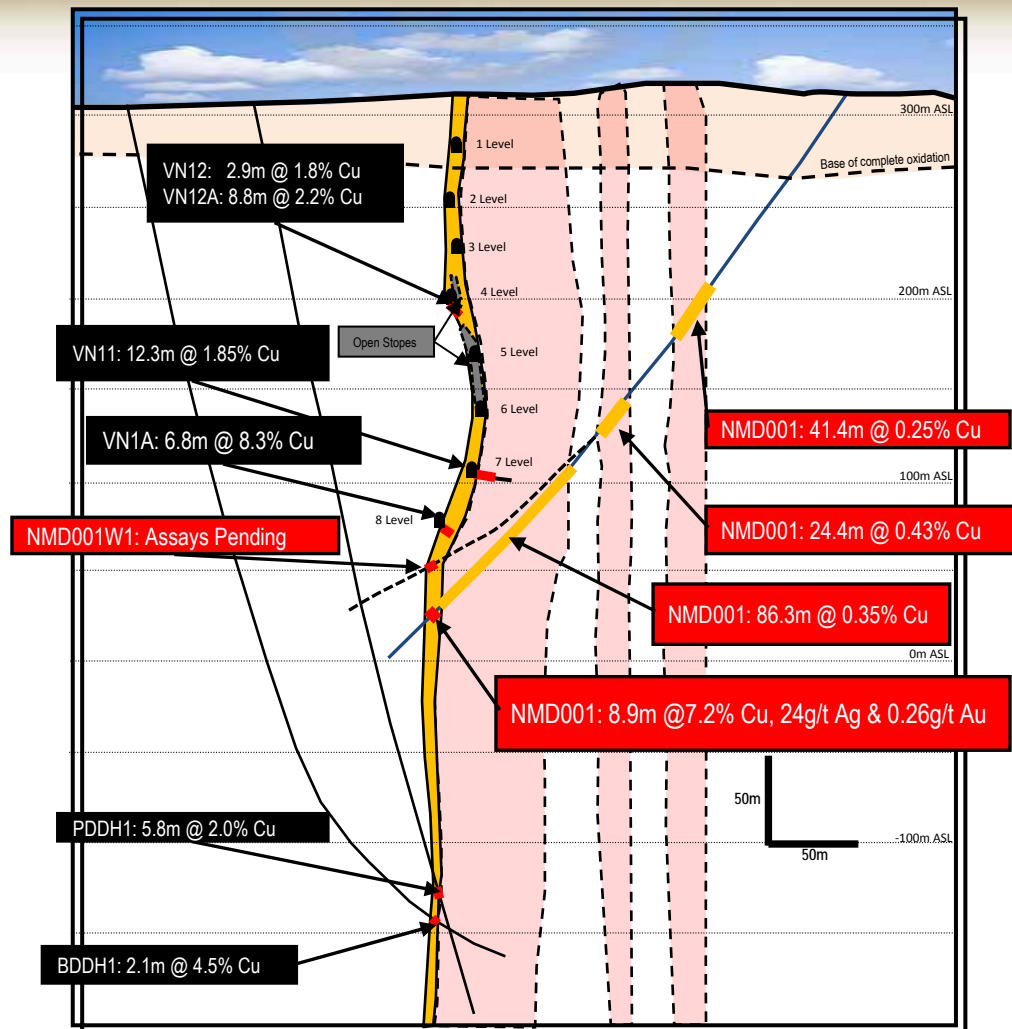 300m ASL
1 Level
Base of complete oxidation
VN12: 2.9m @ 1.8% Cu
VN12A: 8.8m @ 2.2% Cu
2 Level
3 Level
4 Level
200m ASL
Open Stopes
5 Level
VN11: 12.3m @ 1.85% Cu
6 Level
NMD001: 41.4m @ 0.25% Cu
VN1A: 6.8m @ 8.3% Cu
7 Level
100m ASL
8 Level
NMD001W1: Assays Pending
NMD001: 24.4m @ 0.43% Cu
NMD001: 86.3m @ 0.35% Cu
0m ASL
NMD001: 8.9m @7.2% Cu, 24g/t Ag & 0.26g/t Au
50m
50m
PDDH1: 5.8m @ 2.0% Cu
-100m ASL
BDDH1: 2.1m @ 4.5% Cu